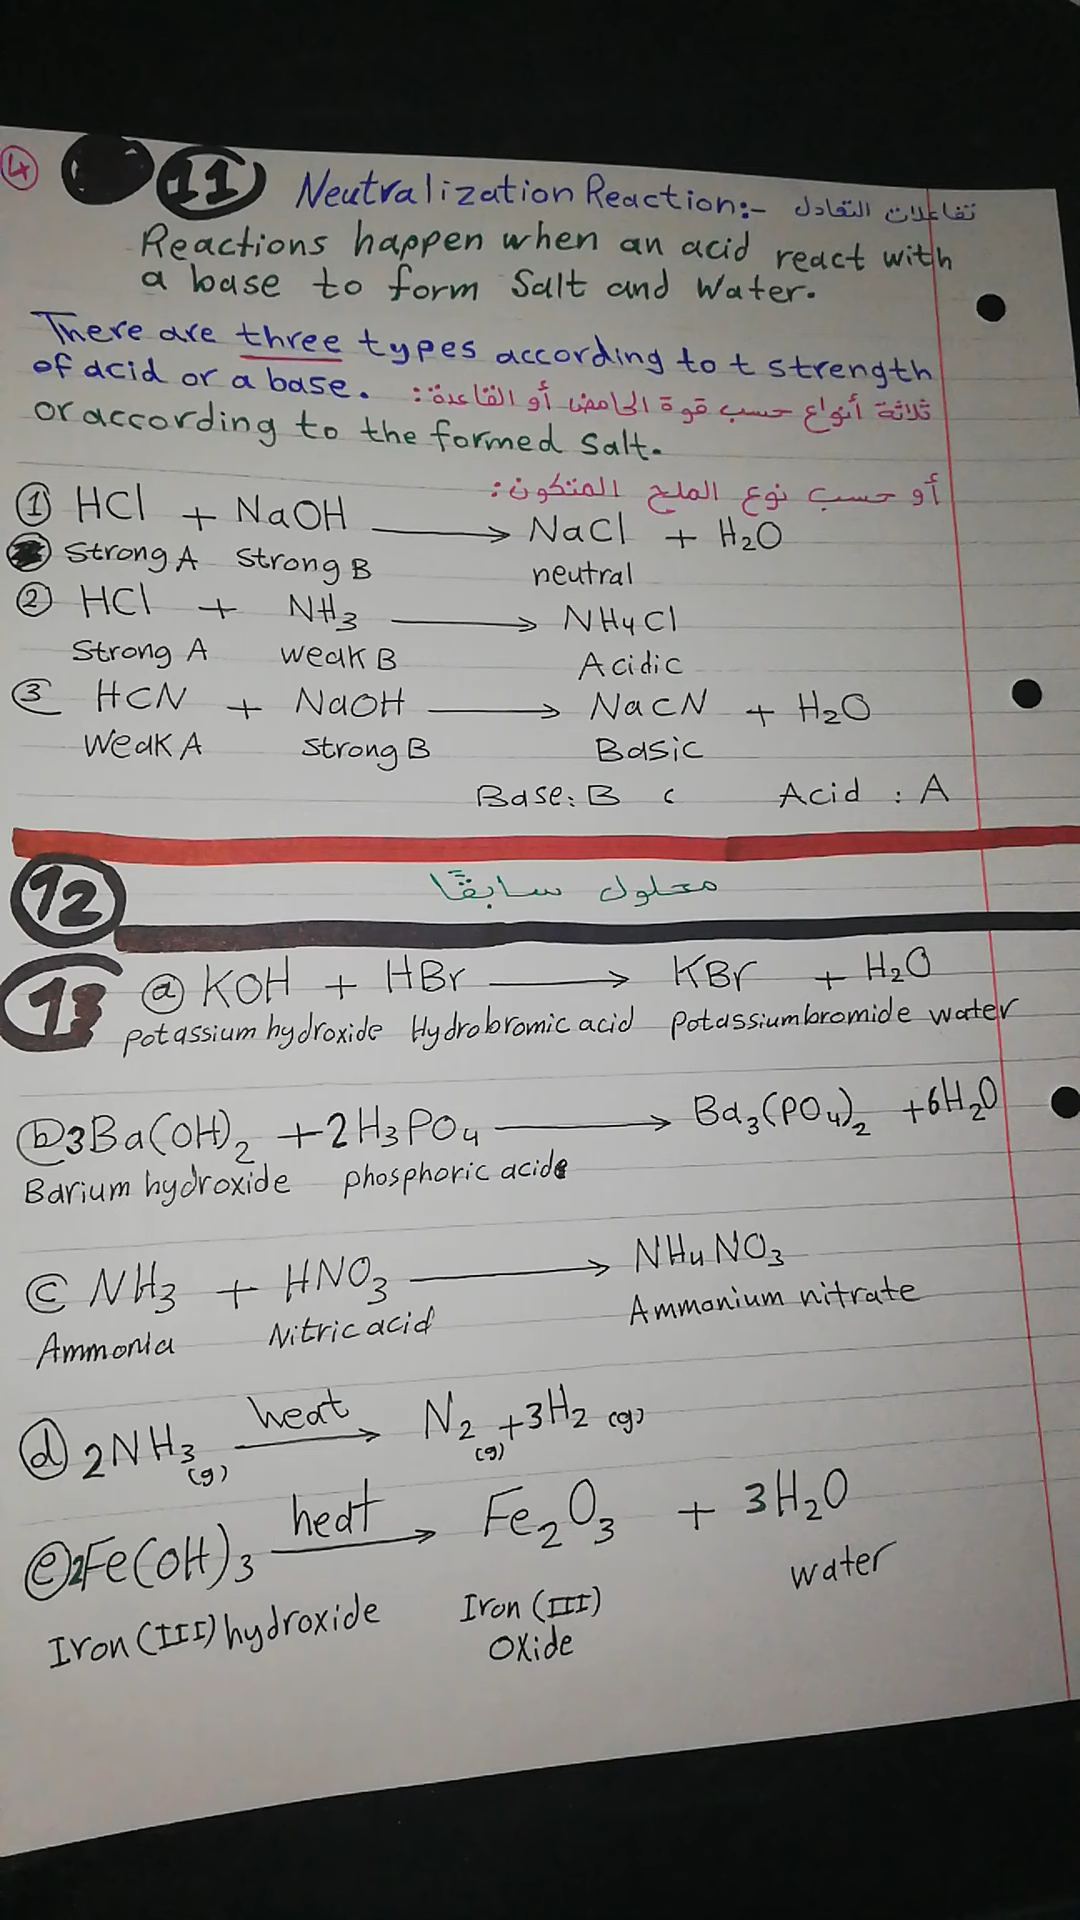 4 11 Neutralization Reaction:- تفاعلات التعادل
Reactions happen when an acid react with
a base to form Salt and Water.
There are three types according to t strength
of acid or a base. ثلاثة أنواع حسب قوة الحامض أو القاعدة:
or according to the formed Salt.
أو حسب نوع الملح المتكون:
① HCl + NaOH ⟶ NaCl + H₂O
Strong A Strong B neutral
② HCl + NH₃ ⟶ NH₄Cl
Strong A weak B Acidic
③ HCN + NaOH ⟶ NaCN + H₂O
Weak A Strong B Basic
Base: B ، Acid : A
12 محلول سابقًا
13 ⓐ KOH + HBr ⟶ KBr + H₂O
potassium hydroxide Hydrobromic acid potassium bromide water
ⓑ 3Ba(OH)₂ + 2H₃PO₄ ⟶ Ba₃(PO₄)₂ + 6H₂O
Barium hydroxide phosphoric acid
ⓒ NH₃ + HNO₃ ⟶ NH₄NO₃
Ammonia Nitric acid Ammonium nitrate
ⓓ 2NH₃(g) heat ⟶ N₂(g) + 3H₂(g)
ⓔ 2Fe(OH)₃ heat ⟶ Fe₂O₃ + 3H₂O
Iron (III) hydroxide Iron (III) water
Oxide